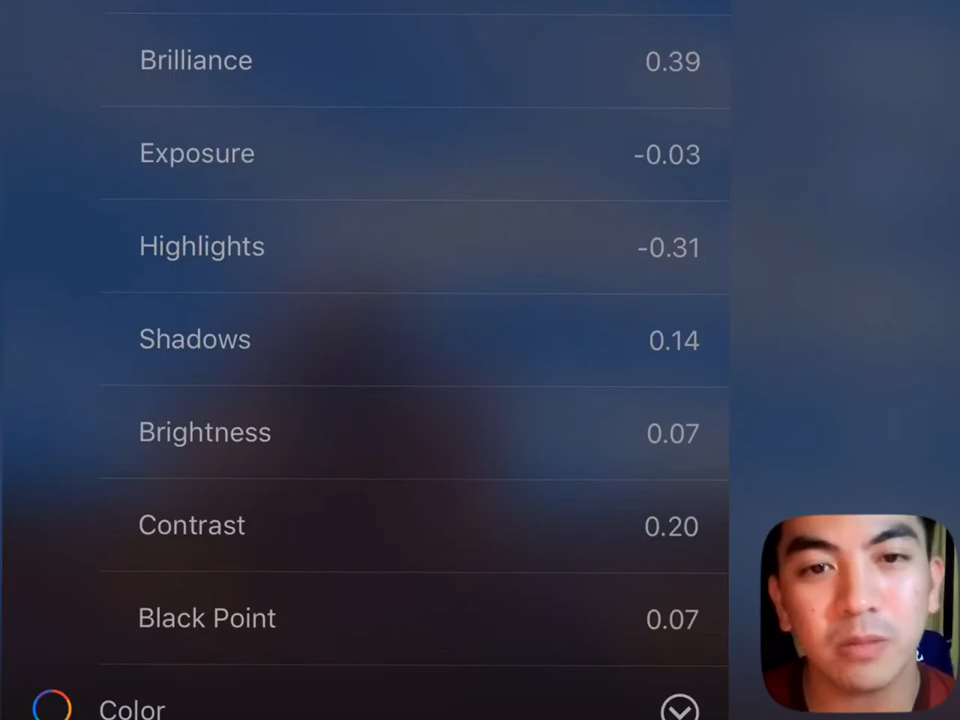 Brilliance 0.39
Exposure -0.03
Highlights -0.31
Shadows 0.14
Brightness 0.07
Contrast 0.20
Black Point 0.07
Color